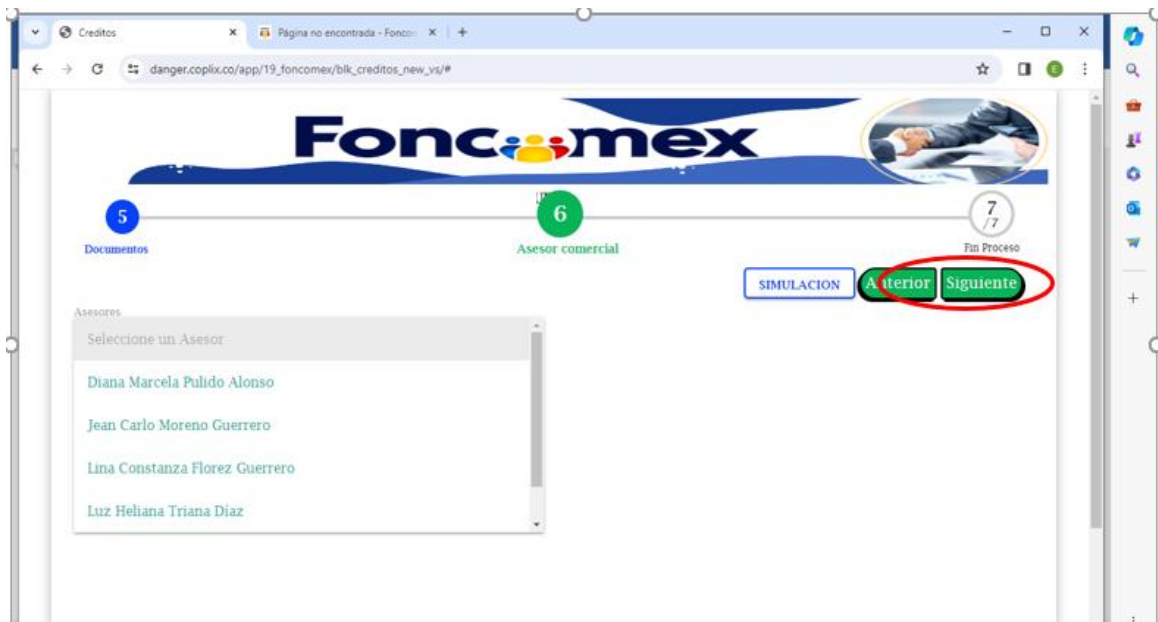 Creditos
Página no encontrada - Fonco
danger.coplix.co/app/19_foncomex/blk_creditos_new_vs/#
E
Foncomex
5
6
7
/7
Documentos
Asesor comercial
Fin Proceso
SIMULACION
Anterior
Siguiente
Asesores
Seleccione un Asesor
Diana Marcela Pulido Alonso
Jean Carlo Moreno Guerrero
Lina Constanza Florez Guerrero
Luz Heliana Triana Díaz